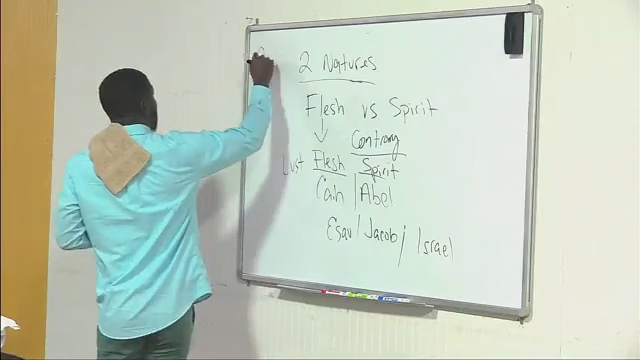 2 Natures
Flesh vs Spirit
Contrary
Lust Flesh Spirit
Cain | Abel
Esau | Jacob / Israel